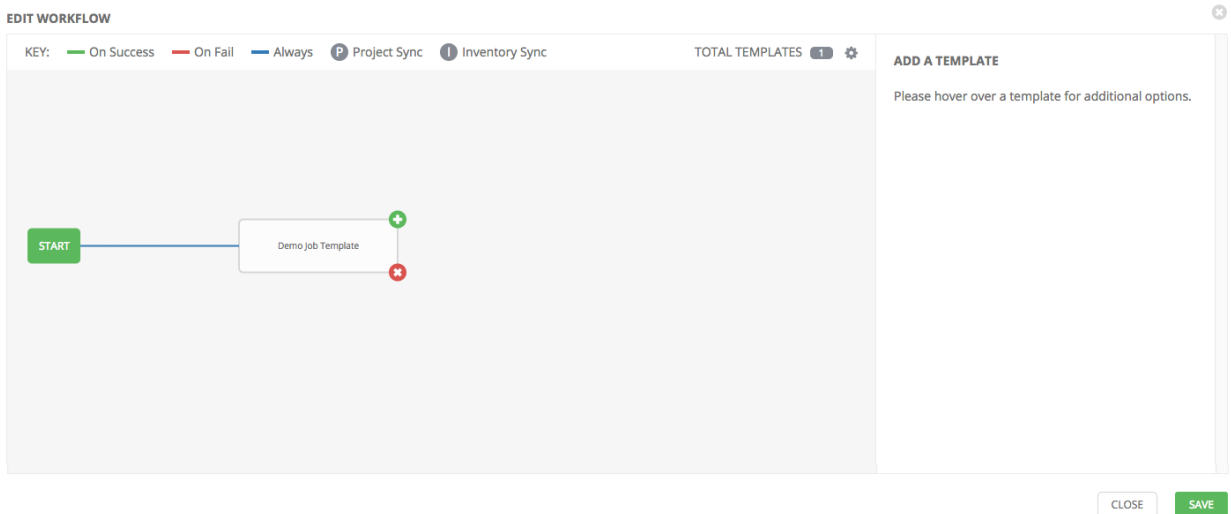 EDIT WORKFLOW
KEY: On Success On Fail Always P Project Sync I Inventory Sync TOTAL TEMPLATES 1
ADD A TEMPLATE
Please hover over a template for additional options.
START
Demo Job Template
CLOSE SAVE